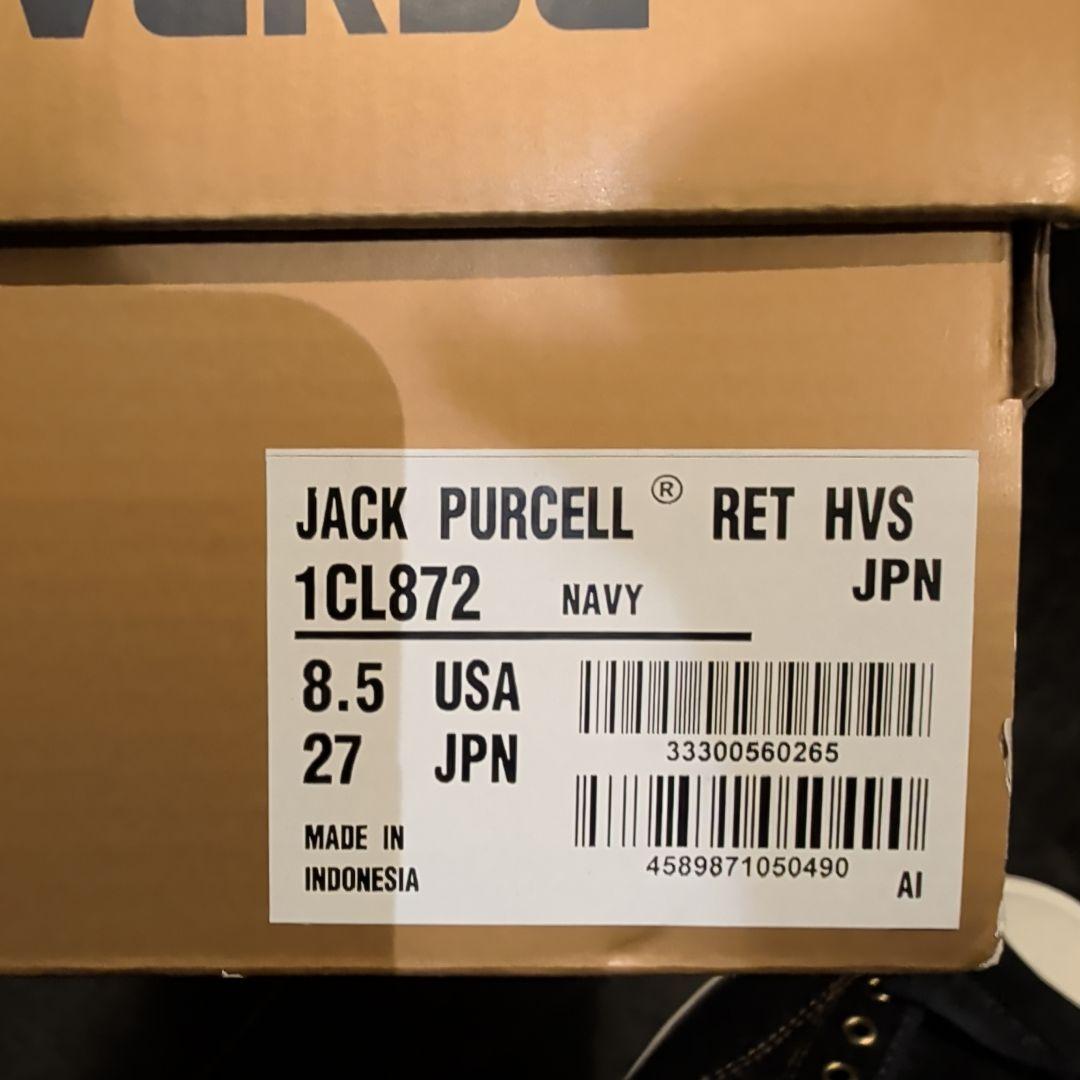 JACK PURCELL® RET HVS
1CL872 NAVY JPN
8.5 USA
27 JPN
33300560265
4589871050490
MADE IN
INDONESIA
AI